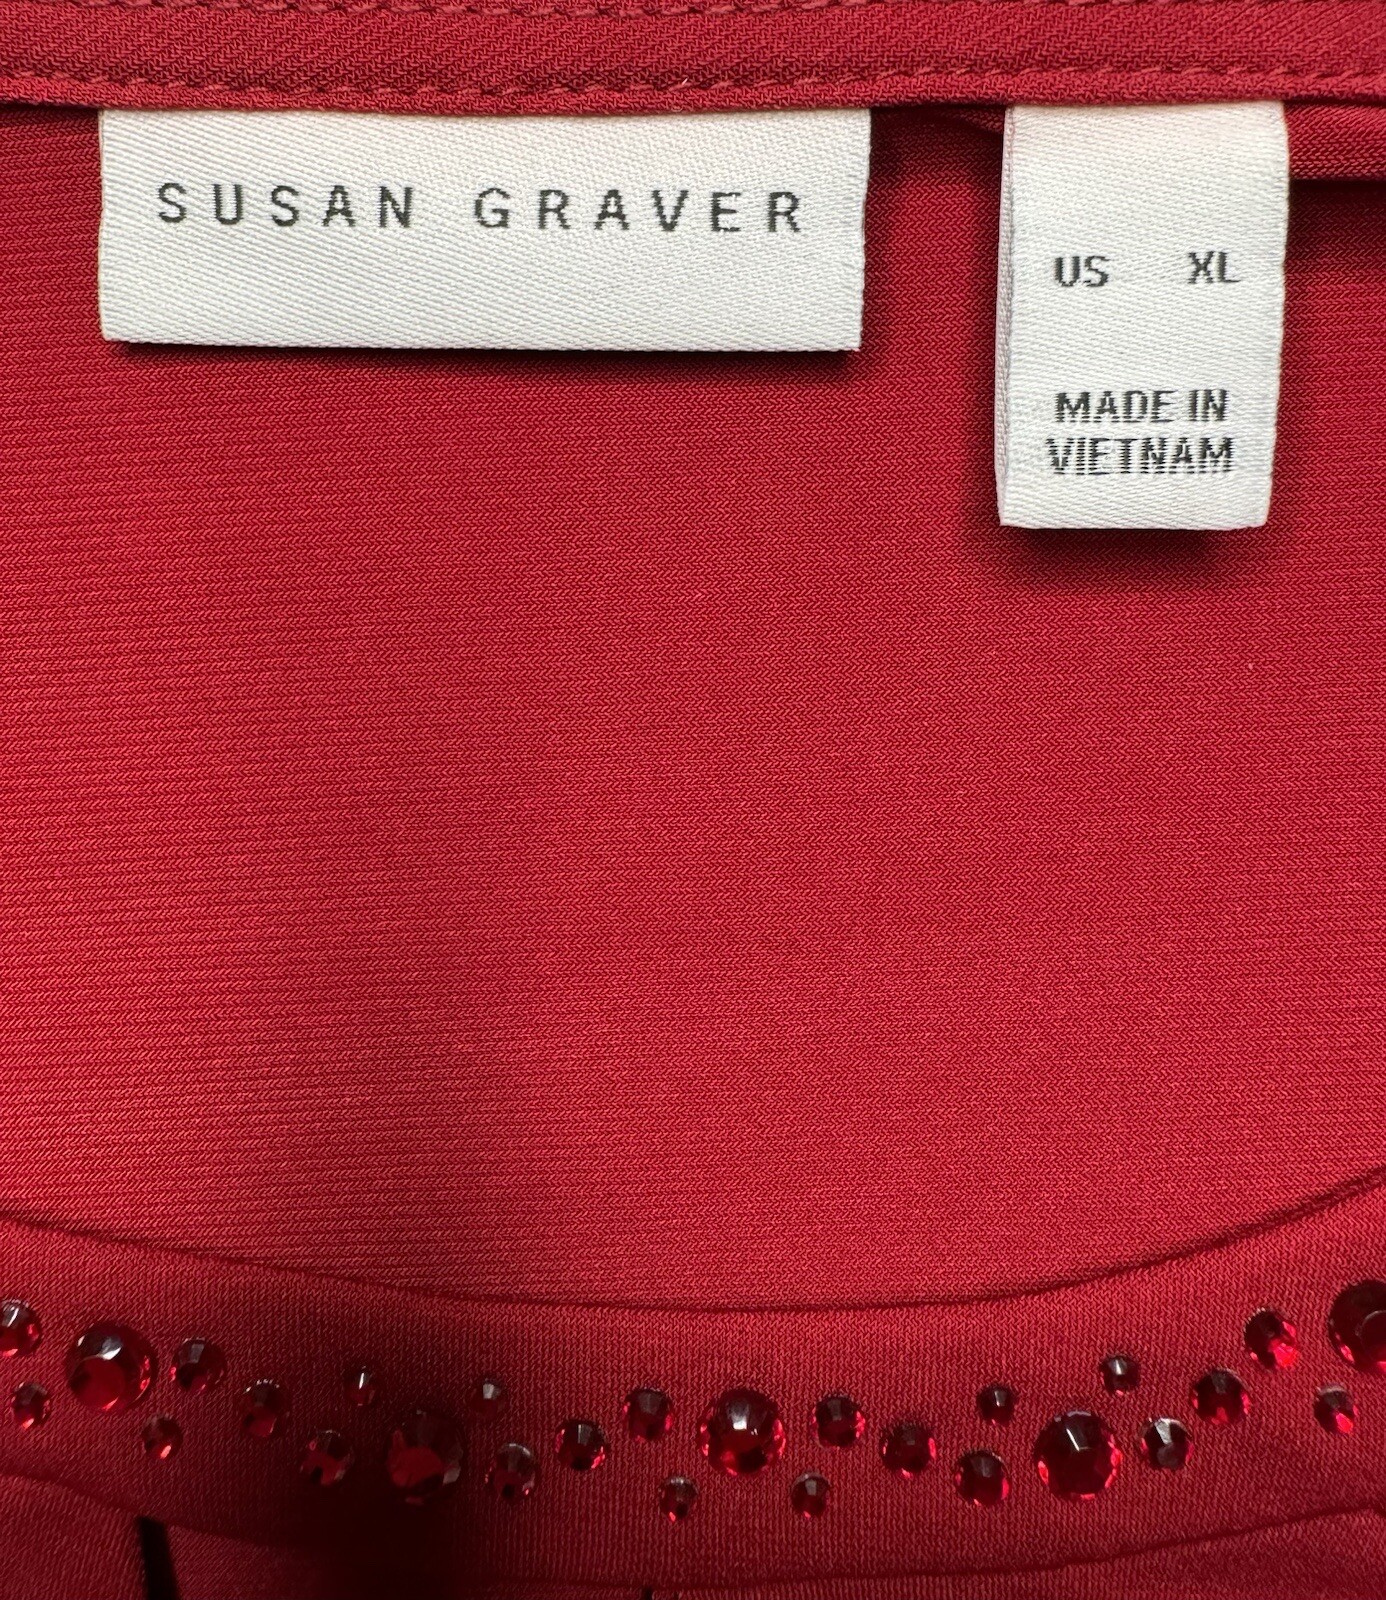 SUSAN GRAVER
US XL
MADE IN
VIETNAM